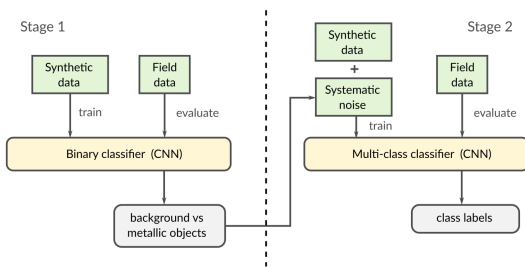 Stage 1
Synthetic
data
Field
data
train
evaluate
Binary classifier (CNN)
background vs
metallic objects
Stage 2
Synthetic
data
+
Systematic
noise
Field
data
train
evaluate
Multi-class classifier (CNN)
class labels